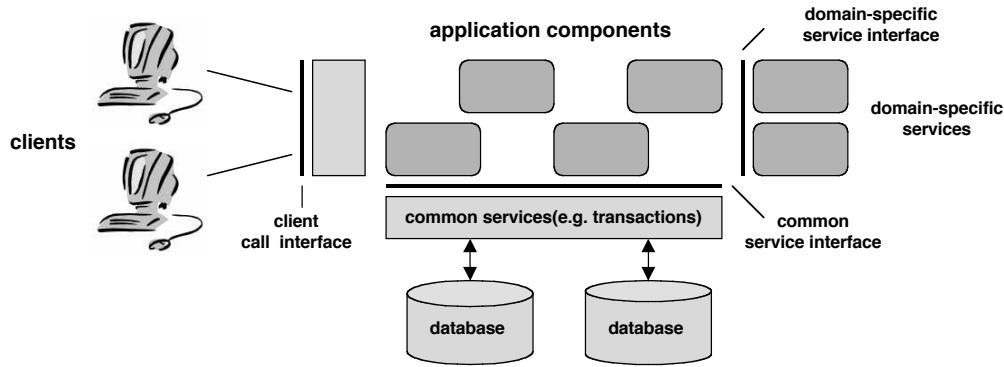 domain-specific
service interface
application components
domain-specific
services
clients
client
call interface
common services(e.g. transactions)
common
service interface
database
database